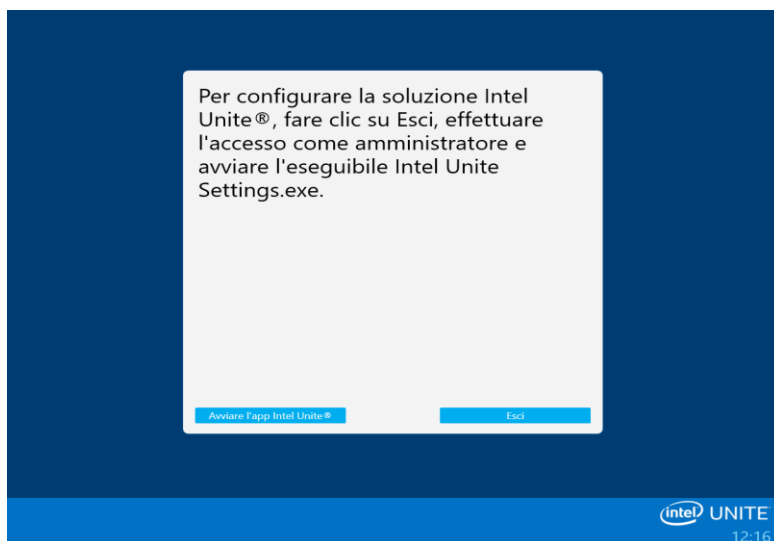 Per configurare la soluzione Intel
Unite®, fare clic su Esci, effettuare
l'accesso come amministratore e
avviare l'eseguibile Intel Unite
Settings.exe.
Avviare l'app Intel Unite®
Esci
intel UNITE
12:16